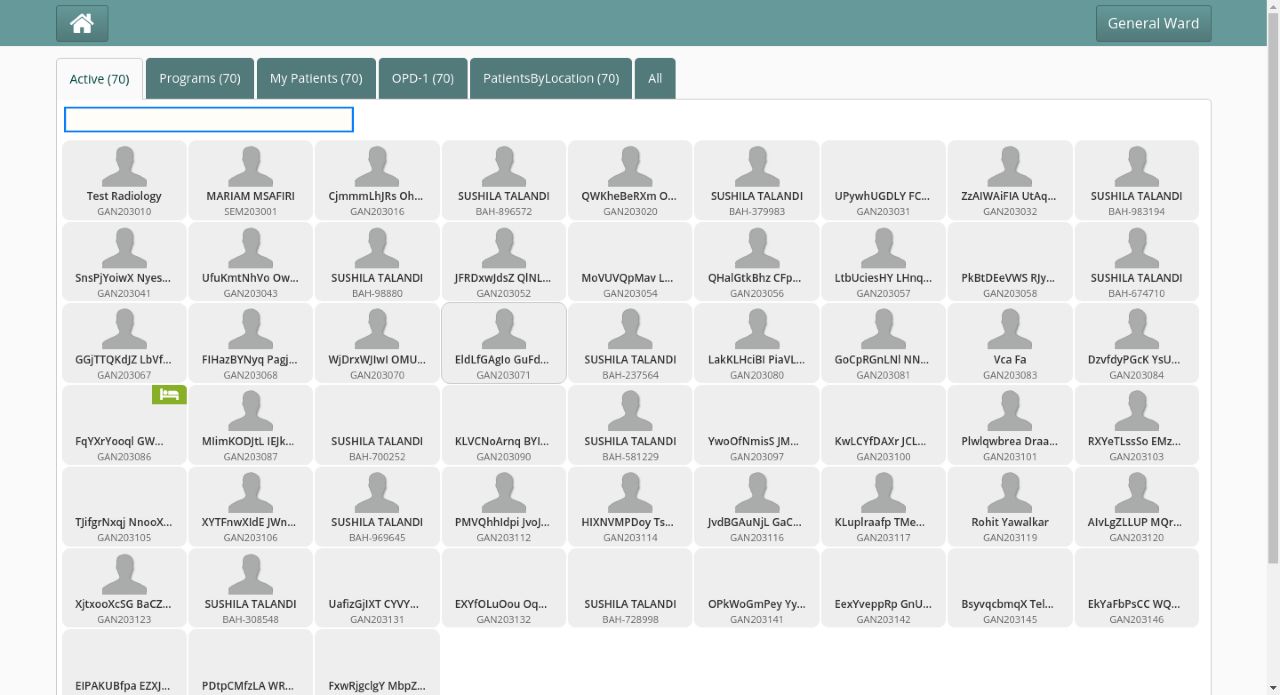 General Ward
Active (70)
Programs (70)
My Patients (70)
OPD-1 (70)
PatientsByLocation (70)
All
Test Radiology
GAN203010
MARIAM MSAFIRI
SEM203001
CjmmmLhJRs Oh...
GAN203016
SUSHILA TALANDI
BAH-896572
QWKheBeRXm O...
GAN203020
SUSHILA TALANDI
BAH-379983
UPywhUGDLY FC...
GAN203031
ZzAIWAiFIA UtAq...
GAN203032
SUSHILA TALANDI
BAH-983194
SnsPjYoiwX Nyes...
GAN203041
UfuKmtNhVo Ow...
GAN203043
SUSHILA TALANDI
BAH-98880
JFRDxwJdsZ QlNL...
GAN203052
MoVUVQpMav L...
GAN203054
QHalGtkBhz CFp...
GAN203056
LtbUciesHY LHnq...
GAN203057
PkBtDEeVWS RJy...
GAN203058
SUSHILA TALANDI
BAH-674710
GGjTTQKdJZ LbVf...
GAN203067
FIHazBYNyq Pagj...
GAN203068
WjDrxWJIwI OMU...
GAN203070
EldLfGAgIo GuFd...
GAN203071
SUSHILA TALANDI
BAH-237564
LakKLHciBI PiaVL...
GAN203080
GoCpRGnLNl NN...
GAN203081
Vca Fa
GAN203083
DzvfdyPGcK YsU...
GAN203084
FqYXrYooql GW...
GAN203086
MIimKODJtL IEJk...
GAN203087
SUSHILA TALANDI
BAH-700252
KLVCNoArnq BYI...
GAN203090
SUSHILA TALANDI
BAH-581229
YwoOfNmisS JM...
GAN203097
KwLCYfDAXr JCL...
GAN203100
Plwlqwbrea Draa...
GAN203101
RXYeTLssSo EMz...
GAN203103
TJifgrNxqj NnooX...
GAN203105
XYTFnwXIdE JWn...
GAN203106
SUSHILA TALANDI
BAH-969645
PMVQhhIdpi JvoJ...
GAN203112
HIXNVMPDoy Ts...
GAN203114
JvdBGAuNjL GaC...
GAN203116
KLuplraafp TMe...
GAN203117
Rohit Yawalkar
GAN203119
AIvLgZLLUP MQr...
GAN203120
XjtxooXcSG BaCZ...
GAN203123
SUSHILA TALANDI
BAH-308548
UafizGjIXT CYVY...
GAN203131
EXYfOLuOou Oq...
GAN203132
SUSHILA TALANDI
BAH-728998
OPkWoGmPey Yy...
GAN203141
EexYveppRp GnU...
GAN203142
BsyvqcbmqX Tel...
GAN203145
EkYaFbPsCC WQ...
GAN203146
EIPAKUBfpa EZXJ...
PDtpCMfzLA WR...
FxwRjgclgY MbpZ...